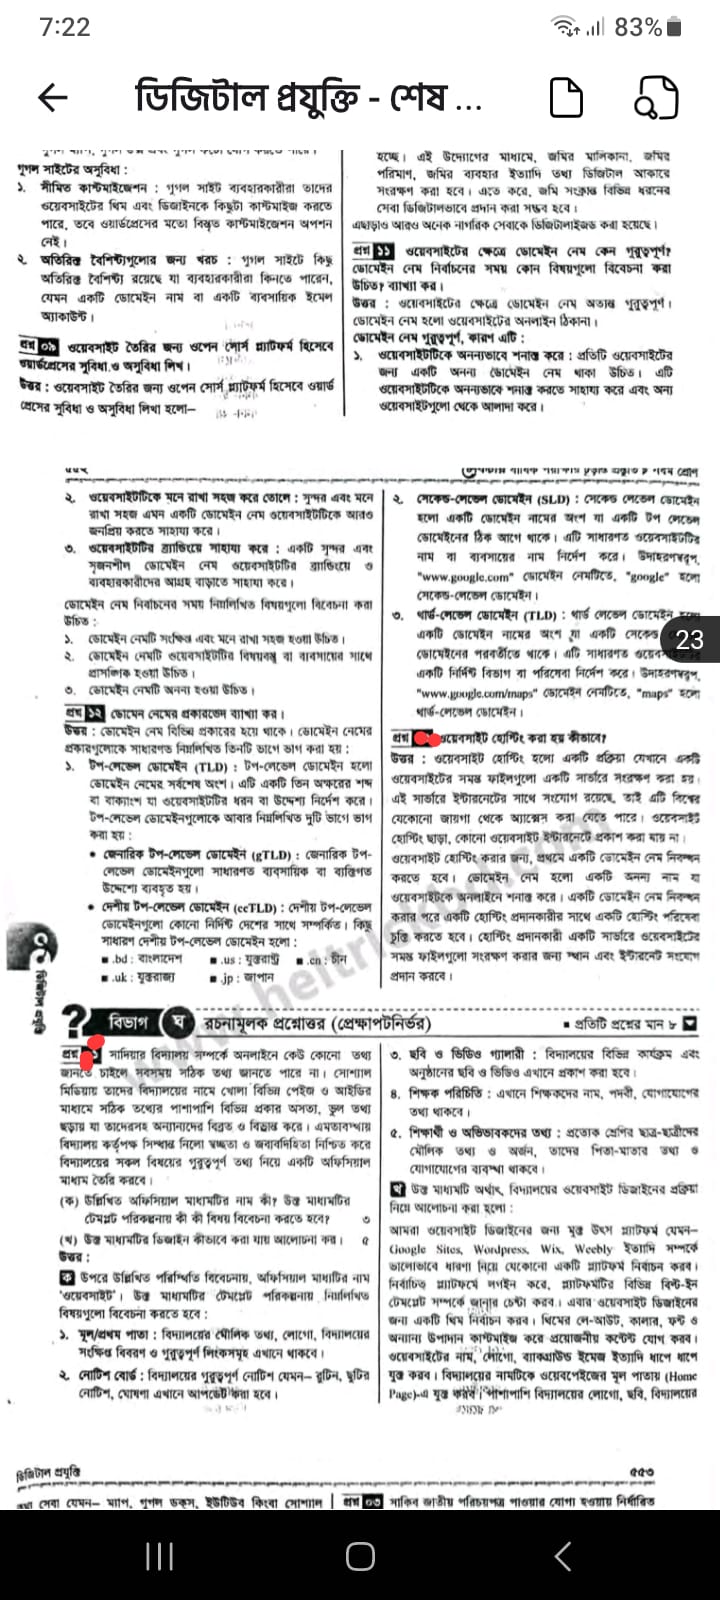 7:22
83%
ডিজিটাল প্রযুক্তি - শেষ ...
গুগল সাইটের অসুবিধা :
১. সীমিত কাস্টমাইজেশন : গুগল সাইট ব্যবহারকারীরা তাদের
ওয়েবসাইটের থিম এবং ডিজাইনকে কিছুটা কাস্টমাইজ করতে
পারে, তবে ওয়ার্ডপ্রেসের মতো বিস্তৃত কাস্টমাইজেশন অপশন
নেই।
২. অতিরিক্ত বৈশিষ্ট্যগুলোর জন্য খরচ : গুগল সাইটে কিছু
অতিরিক্ত বৈশিষ্ট্য রয়েছে যা ব্যবহারকারীরা কিনতে পারেন,
যেমন একটি ডোমেইন নাম বা একটি ব্যবসায়িক ইমেল
অ্যাকাউন্ট।
প্রশ্ন ০৯ ওয়েবসাইট তৈরির জন্য ওপেন সোর্স প্ল্যাটফর্ম হিসেবে
ওয়ার্ডপ্রেসের সুবিধা ও অসুবিধা লিখ।
উত্তর : ওয়েবসাইট তৈরির জন্য ওপেন সোর্স প্ল্যাটফর্ম হিসেবে ওয়ার্ড
প্রেসের সুবিধা ও অসুবিধা লিখা হলো–
হচ্ছে। এই উদ্যোগের মাধ্যমে, জমির মালিকানা, জমির
পরিমাণ, জমির ব্যবহার ইত্যাদি তথ্য ডিজিটাল আকারে
সংরক্ষণ করা হবে। এতে করে, জমি সংক্রান্ত বিভিন্ন ধরনের
সেবা ডিজিটালভাবে প্রদান করা সম্ভব হবে।
এছাড়াও আরও অনেক নাগরিক সেবাকে ডিজিটালাইজড করা হয়েছে।
প্রশ্ন ১১ ওয়েবসাইটের ক্ষেত্রে ডোমেইন নেম কেন গুরুত্বপূর্ণ?
ডোমেইন নেম নির্বাচনের সময় কোন বিষয়গুলো বিবেচনা করা
উচিত? ব্যাখ্যা কর।
উত্তর : ওয়েবসাইটের ক্ষেত্রে ডোমেইন নেম অত্যন্ত গুরুত্বপূর্ণ।
ডোমেইন নেম হলো ওয়েবসাইটের অনলাইন ঠিকানা।
ডোমেইন নেম গুরুত্বপূর্ণ, কারণ এটি :
১. ওয়েবসাইটটিকে অনন্যভাবে শনাক্ত করে : প্রতিটি ওয়েবসাইটের
জন্য একটি অনন্য ডোমেইন নেম থাকা উচিত। এটি
ওয়েবসাইটটিকে অনন্যভাবে শনাক্ত করতে সাহায্য করে এবং অন্য
ওয়েবসাইটগুলো থেকে আলাদা করে।
৫৫২
২. ওয়েবসাইটটিকে মনে রাখা সহজ করে তোলে : সুন্দর এবং মনে
রাখা সহজ এমন একটি ডোমেইন নেম ওয়েবসাইটটিকে আরও
জনপ্রিয় করতে সাহায্য করে।
৩. ওয়েবসাইটটির ব্র্যান্ডিংয়ে সাহায্য করে : একটি সুন্দর এবং
সৃজনশীল ডোমেইন নেম ওয়েবসাইটটির ব্র্যান্ডিংয়ে ও
ব্যবহারকারীদের আগ্রহ বাড়াতে সাহায্য করে।
ডোমেইন নেম নির্বাচনের সময় নিম্নলিখিত বিষয়গুলো বিবেচনা করা
উচিত :
১. ডোমেইন নেমটি সংক্ষিপ্ত এবং মনে রাখা সহজ হওয়া উচিত।
২. ডোমেইন নেমটি ওয়েবসাইটটির বিষয়বস্তু বা ব্যবসায়ের সাথে
প্রাসঙ্গিক হওয়া উচিত।
৩. ডোমেইন নেমটি অনন্য হওয়া উচিত।
প্রশ্ন ১২ ডোমেন নেমের প্রকারভেদ ব্যাখ্যা কর।
উত্তর : ডোমেইন নেম বিভিন্ন প্রকারের হয়ে থাকে। ডোমেইন নেমের
প্রকারগুলোকে সাধারণত নিম্নলিখিত তিনটি ভাগে ভাগ করা হয় :
১. টপ-লেভেল ডোমেইন (TLD) : টপ-লেভেল ডোমেইন হলো
ডোমেইন নেমের সর্বশেষ অংশ। এটি একটি তিন অক্ষরের শব্দ
বা বাক্যাংশ যা ওয়েবসাইটটির ধরন বা উদ্দেশ্য নির্দেশ করে।
টপ-লেভেল ডোমেইনগুলোকে আবার নিম্নলিখিত দুটি ভাগে ভাগ
করা হয় :
• জেনারিক টপ-লেভেল ডোমেইন (gTLD) : জেনারিক টপ-
লেভেল ডোমেইনগুলো সাধারণত ব্যবসায়িক বা ব্যক্তিগত
উদ্দেশ্যে ব্যবহৃত হয়।
• দেশীয় টপ-লেভেল ডোমেইন (ccTLD) : দেশীয় টপ-লেভেল
ডোমেইনগুলো কোনো নির্দিষ্ট দেশের সাথে সম্পর্কিত। কিছু
সাধারণ দেশীয় টপ-লেভেল ডোমেইন হলো :
▪ .bd : বাংলাদেশ ▪ .us : যুক্তরাষ্ট্র ▪ .cn : চীন
▪ .uk : যুক্তরাজ্য ▪ .jp : জাপান
২. সেকেন্ড-লেভেল ডোমেইন (SLD) : সেকেন্ড লেভেল ডোমেইন
হলো একটি ডোমেইন নামের অংশ যা একটি টপ লেভেল
ডোমেইনের ঠিক আগে থাকে। এটি সাধারণত ওয়েবসাইটটির
নাম বা ব্যবসায়ের নাম নির্দেশ করে। উদাহরণস্বরূপ,
"www.google.com" ডোমেইন নেমটিতে, "google" হলো
সেকেন্ড-লেভেল ডোমেইন।
৩. থার্ড-লেভেল ডোমেইন (TLD) : থার্ড লেভেল ডোমেইন হলো
একটি ডোমেইন নামের অংশ যা একটি সেকেন্ড
ডোমেইনের পরবর্তীতে থাকে। এটি সাধারণত
একটি নির্দিষ্ট বিভাগ বা পরিসেবা নির্দেশ করে। উদাহরণস্বরূপ,
"www.google.com/maps" ডোমেইন নেমটিতে, "maps" হলো
থার্ড-লেভেল ডোমেইন।
23
প্রশ্ন ওয়েবসাইট হোস্টিং করা হয় কীভাবে?
উত্তর : ওয়েবসাইট হোস্টিং হলো একটি প্রক্রিয়া যেখানে একটি
ওয়েবসাইটের সমস্ত ফাইলগুলো একটি সার্ভারে সংরক্ষণ করা হয়।
এই সার্ভারে ইন্টারনেটের সাথে সংযোগ রয়েছে, তাই এটি বিশ্বের
যেকোনো জায়গা থেকে অ্যাক্সেস করা যেতে পারে। ওয়েবসাইট
হোস্টিং ছাড়া, কোনো ওয়েবসাইট ইন্টারনেটে প্রকাশ করা যায় না।
ওয়েবসাইট হোস্টিং করার জন্য, প্রথমে একটি ডোমেইন নেম নিবন্ধন
করতে হবে। ডোমেইন নেম হলো একটি অনন্য নাম যা
ওয়েবসাইটকে অনলাইনে শনাক্ত করে। একটি ডোমেইন নেম নিবন্ধন
করার পরে একটি হোস্টিং প্রদানকারীর সাথে একটি হোস্টিং পরিষেবা
চুক্তি করতে হবে। হোস্টিং প্রদানকারী একটি সার্ভারে ওয়েবসাইটের
সমস্ত ফাইলগুলো সংরক্ষণ করার জন্য স্থান এবং ইন্টারনেট সংযোগ
প্রদান করবে।
ডিজিটাল প্রযুক্তি
? বিভাগ ঘ রচনামূলক প্রশ্নোত্তর (প্রেক্ষাপটনির্ভর) ▪ প্রতিটি প্রশ্নের মান ৮
প্রশ্ন সাদিয়ার বিদ্যালয় সম্পর্কে অনলাইনে কেউ কোনো তথ্য
জানতে চাইলে সবসময় সঠিক তথ্য জানতে পারে না। সোশ্যাল
মিডিয়ায় তাদের বিদ্যালয়ের নামে খোলা বিভিন্ন পেইজ ও আইডির
মাধ্যমে সঠিক তথ্যের পাশাপাশি বিভিন্ন প্রকার অসত্য, ভুল তথ্য
ছড়ায় যা তাদেরসহ অন্যান্যদের বিব্রত ও বিভ্রান্ত করে। এমতাবস্থায়
বিদ্যালয় কর্তৃপক্ষ সিদ্ধান্ত নিলো স্বচ্ছতা ও জবাবদিহিতা নিশ্চিত করে
বিদ্যালয়ের সকল বিষয়ের গুরুত্বপূর্ণ তথ্য নিয়ে একটি অফিসিয়াল
মাধ্যম তৈরি করবে।
(ক) উল্লিখিত অফিসিয়াল মাধ্যমটির নাম কী? উক্ত মাধ্যমটির
টেমপ্লেট পরিকল্পনায় কী কী বিষয় বিবেচনা করতে হবে? ৩
(খ) উক্ত মাধ্যমটির ডিজাইন কীভাবে করা যায় আলোচনা কর। ৫
উত্তর :
ক উপরে উল্লিখিত পরিস্থিতি বিবেচনায়, অফিসিয়াল মাধ্যটির নাম
'ওয়েবসাইট'। উক্ত মাধ্যমটির টেমপ্লেট পরিকল্পনায় নিম্নলিখিত
বিষয়গুলো বিবেচনা করতে হবে :
১. মূল/প্রথম পাতা : বিদ্যালয়ের মৌলিক তথ্য, লোগো, বিদ্যালয়ের
সংক্ষিপ্ত বিবরণ ও গুরুত্বপূর্ণ লিংকসমূহ এখানে থাকবে।
২. নোটিশ বোর্ড : বিদ্যালয়ের গুরুত্বপূর্ণ নোটিশ যেমন– রুটিন, ছুটির
নোটিশ, ঘোষণা এখানে আপডেট করা হবে।
৩. ছবি ও ভিডিও গ্যালারী : বিদ্যালয়ের বিভিন্ন কার্যক্রম এবং
অনুষ্ঠানের ছবি ও ভিডিও এখানে প্রকাশ করা হবে।
৪. শিক্ষক পরিচিতি : এখানে শিক্ষকদের নাম, পদবী, যোগাযোগের
তথ্য থাকবে।
৫. শিক্ষার্থী ও অভিভাবকদের তথ্য : প্রত্যেক শ্রেণির ছাত্র-ছাত্রীদের
মৌলিক তথ্য ও অর্জন, তাদের পিতা-মাতার তথ্য ও
যোগাযোগের ব্যবস্থা থাকবে।
খ উক্ত মাধ্যমটি অর্থাৎ, বিদ্যালয়ের ওয়েবসাইট ডিজাইনের প্রক্রিয়া
নিয়ে আলোচনা করা হলো :
আমরা ওয়েবসাইট ডিজাইনের জন্য মুক্ত উৎস প্ল্যাটফর্ম যেমন–
Google Sites, Wordpress, Wix, Weebly ইত্যাদি সম্পর্কে
ভালোভাবে ধারণা নিয়ে যেকোনো একটি প্ল্যাটফর্ম নির্বাচন করব।
নির্বাচিত প্ল্যাটফর্মে লগইন করে, প্ল্যাটফর্মটির বিভিন্ন বিল্ট-ইন
টেমপ্লেট সম্পর্কে জানার চেষ্টা করব। এবার ওয়েবসাইট ডিজাইনের
জন্য একটি থিম নির্বাচন করব। থিমের লে-আউট, কালার, ফন্ট ও
অন্যান্য উপাদান কাস্টমাইজ করে প্রয়োজনীয় কন্টেন্ট যোগ করব।
ওয়েবসাইটের নাম, লোগো, ব্যাকগ্রাউন্ড ইমেজ ইত্যাদি ধাপে ধাপে
যুক্ত করব। বিদ্যালয়ের নামটিকে ওয়েবপেইজের মূল পাতায় (Home
Page)-এ যুক্ত করব। পাশাপাশি বিদ্যালয়ের লোগো, ছবি, বিদ্যালয়ের
ডিজিটাল প্রযুক্তি ৫৫৩
সেবা যেমন– ম্যাপ, গুগল ডকস, ইউটিউব কিংবা সোশ্যাল
প্রশ্ন ০৩ সাকিব জাতীয় পরিচয়পত্র পাওয়ার যোগ্য হওয়ায় নির্ধারিত